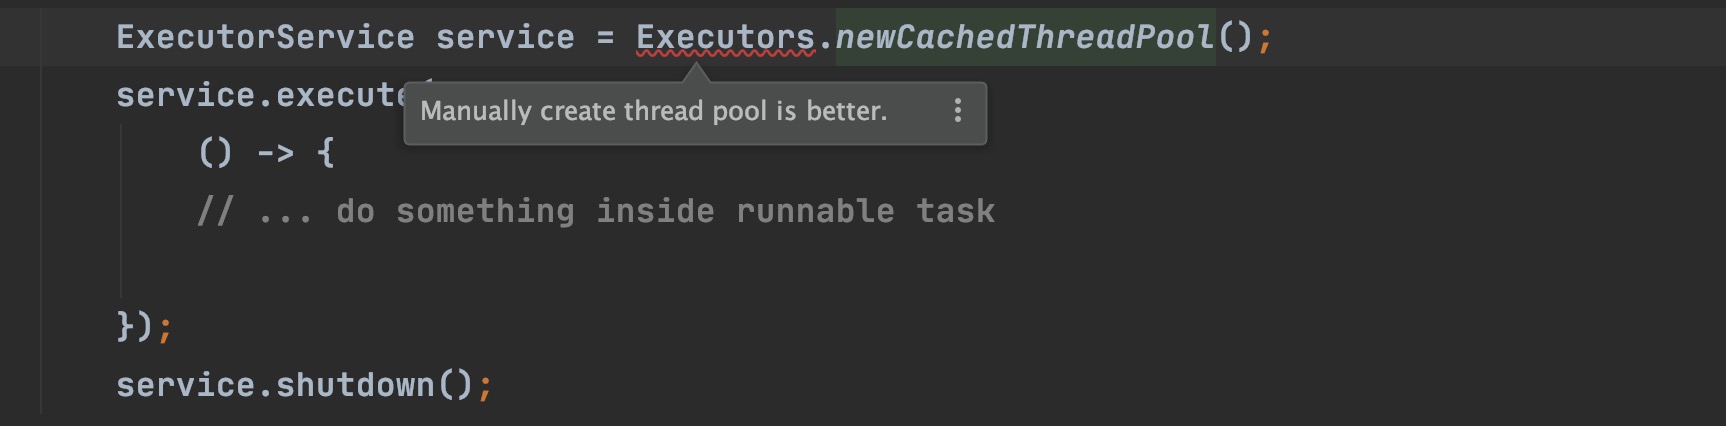 ExecutorService service = Executors.newCachedThreadPool();
service.execute(
Manually create thread pool is better.
() -> {
// ... do something inside runnable task
});
service.shutdown();